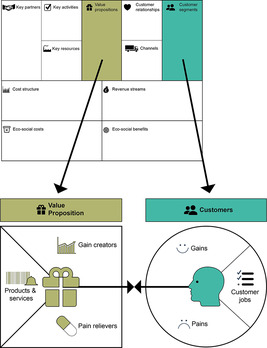 Key partners
Key activities
Value
propositions
Customer
relationships
Customer
segments
Key resources
Channels
Cost structure
Revenue streams
Eco-social costs
Eco-social benefits
Value
Proposition
Customers
Gain creators
Products &
services
Pain relievers
Gains
Customer
jobs
Pains